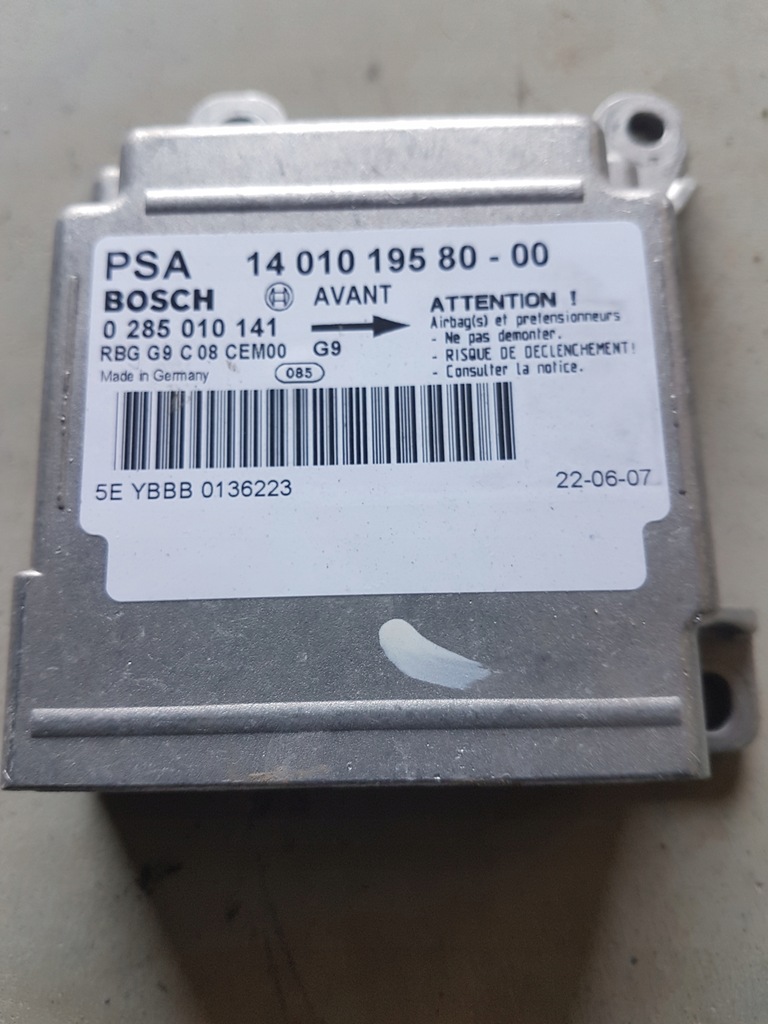 PSA 14 010 195 80 - 00
BOSCH AVANT
0 285 010 141
RBG G9 C 08 CEM00 G9
Made in Germany 085
ATTENTION !
Airbag(s) et pretensionneurs
- Ne pas demonter.
- RISQUE DE DECLENCHEMENT!
- Consulter la notice.
5E YBBB 0136223 22-06-07